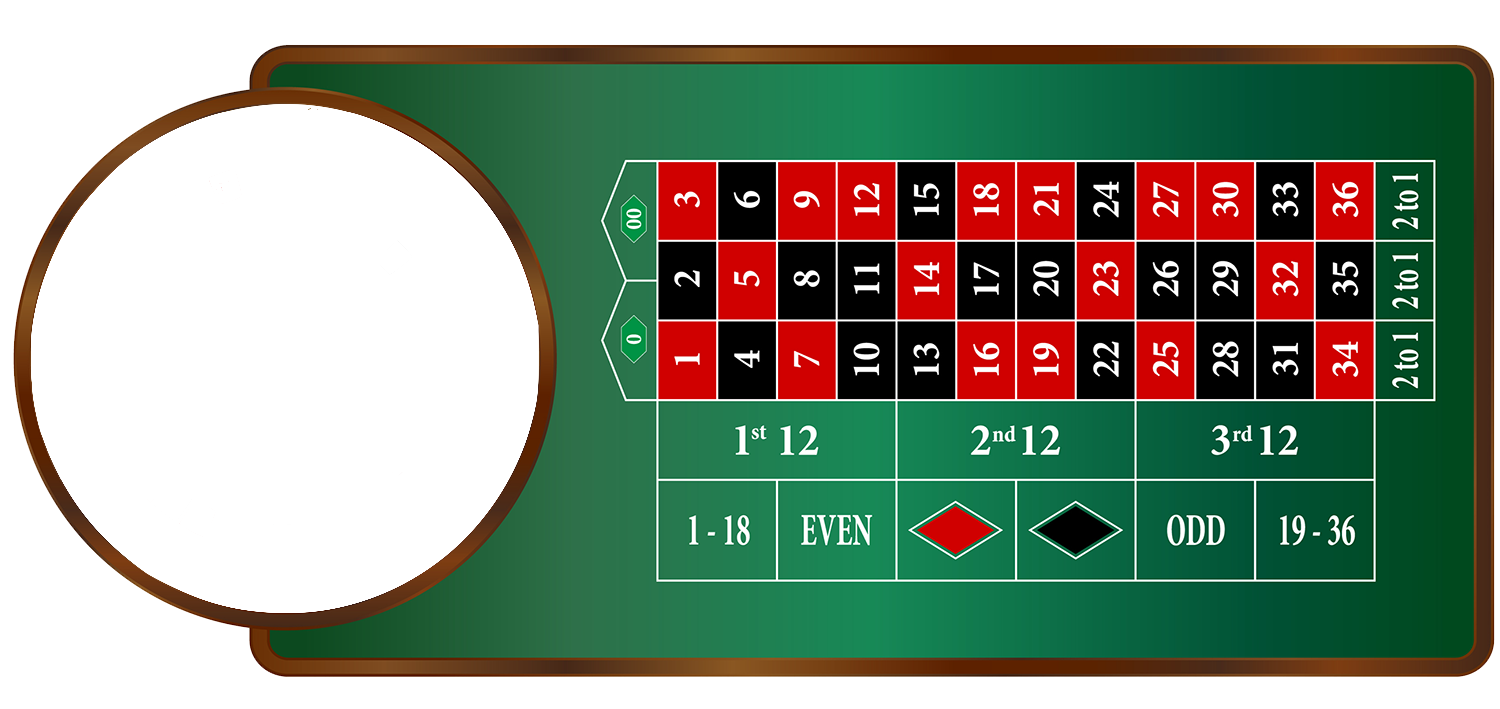 00 3 6 9 12 15 18 21 24 27 30 33 36 2 to 1
2 5 8 11 14 17 20 23 26 29 32 35 2 to 1
0 1 4 7 10 13 16 19 22 25 28 31 34 2 to 1
1st 12 2nd 12 3rd 12
1 - 18 EVEN ODD 19 - 36